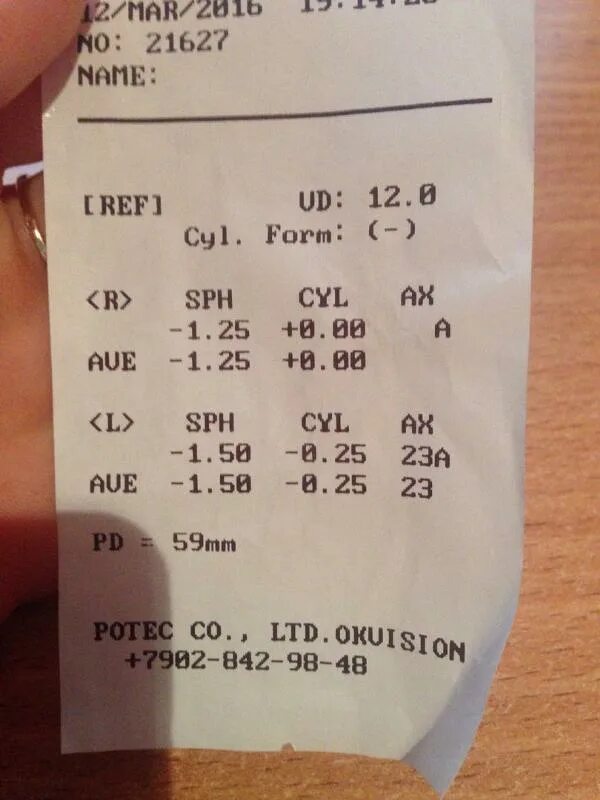 12/MAR/2016
NO: 21627
NAME:
[REF] VD: 12.0
Cyl. Form: (-)
<R> SPH CYL AX
-1.25 +0.00 A
AVE -1.25 +0.00
<L> SPH CYL AX
-1.50 -0.25 23A
AVE -1.50 -0.25 23
PD = 59mm
POTEC CO., LTD.OKVISION
+7902-842-98-48